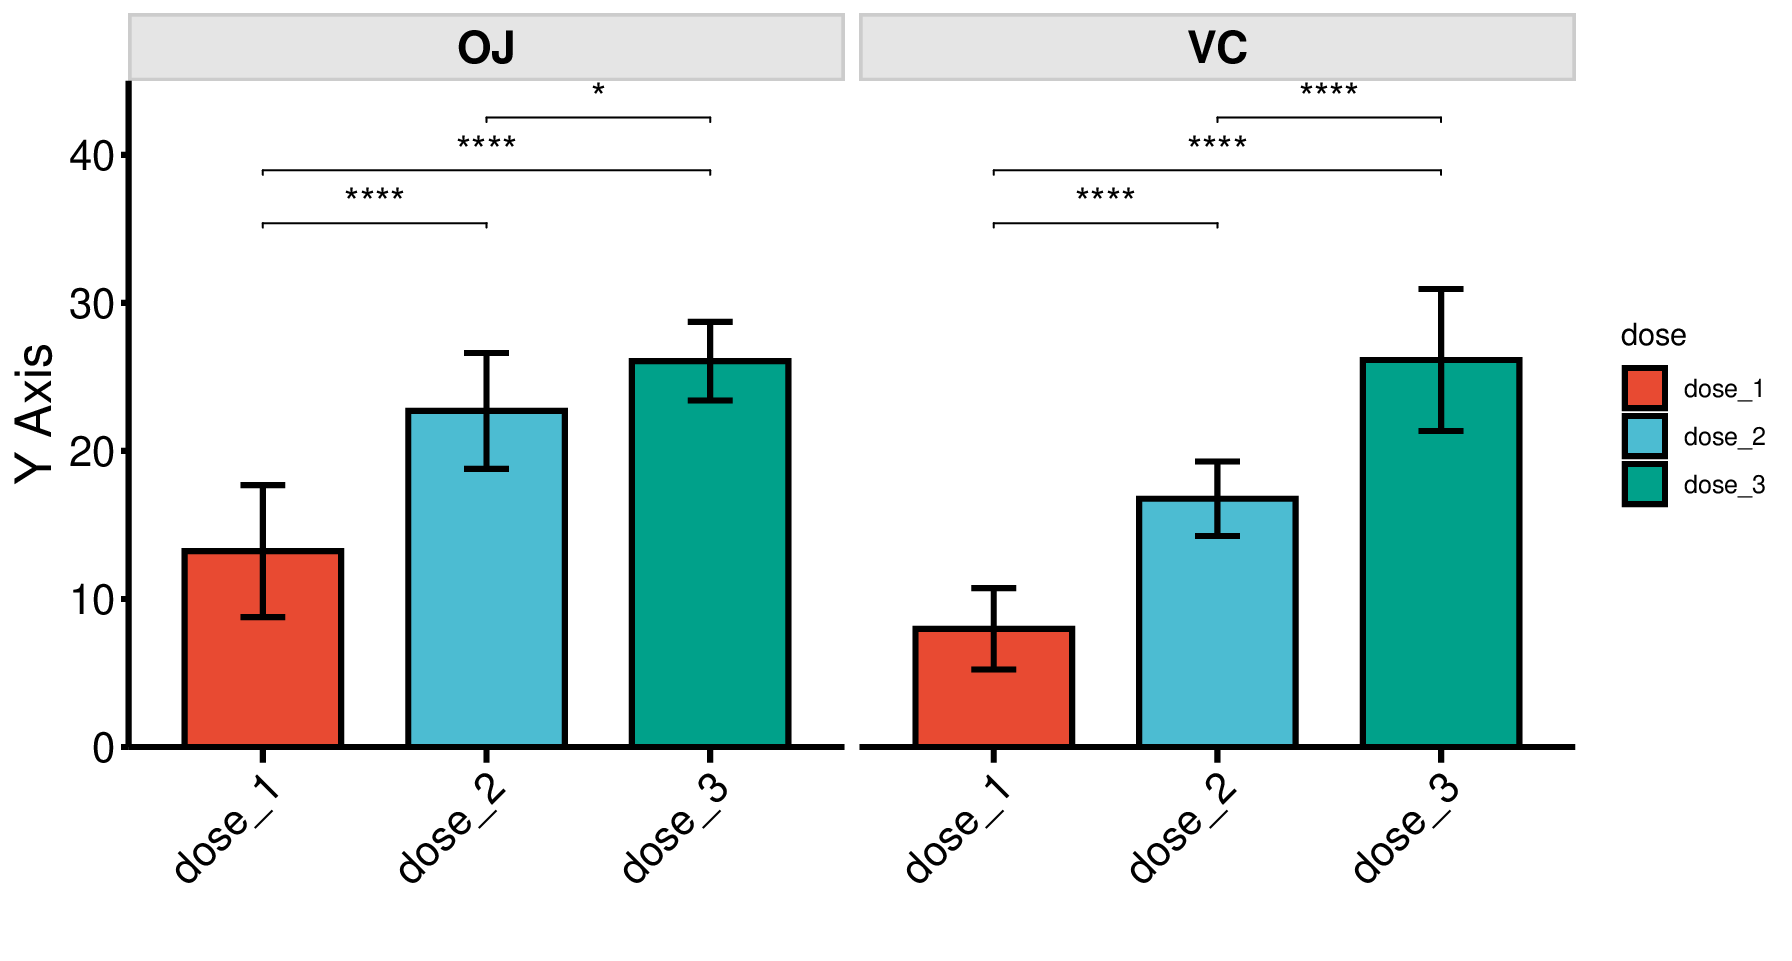 OJ
VC
* ****
**** ****
**** ****
40
30
20
10
0
Y Axis
dose_1 dose_2 dose_3
dose_1 dose_2 dose_3
dose
dose_1
dose_2
dose_3